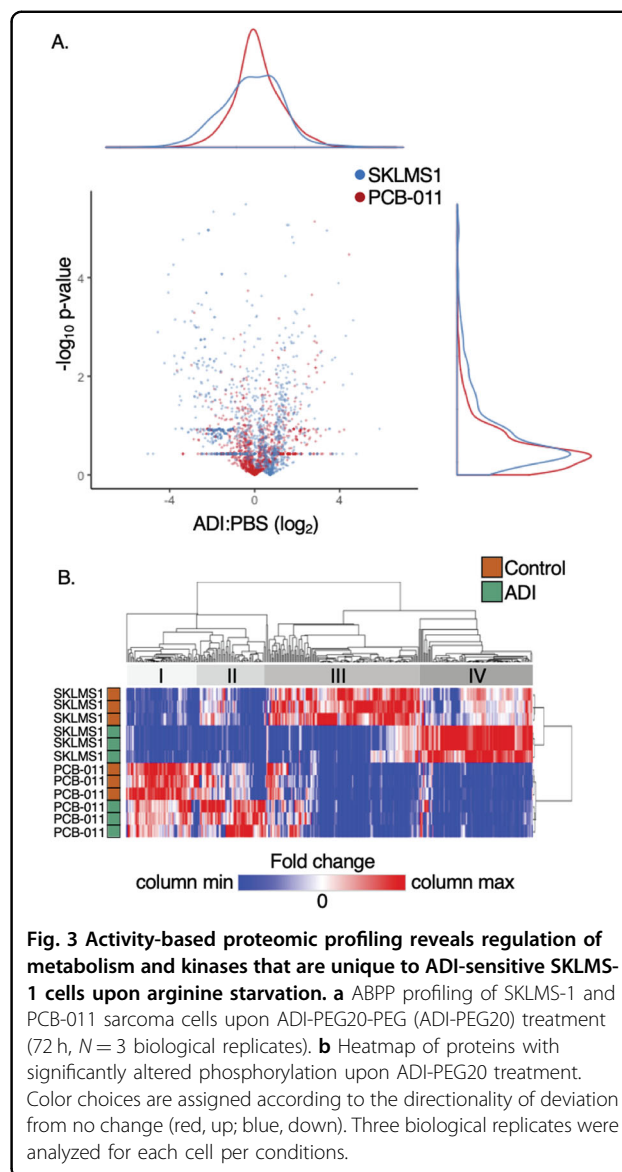 A.
SKLMS1
PCB-011
-log10 p-value
4
2
0
-4
0
4
ADI:PBS (log2)
B.
Control
ADI
I II III IV
SKLMS1
SKLMS1
SKLMS1
SKLMS1
SKLMS1
SKLMS1
PCB-011
PCB-011
PCB-011
PCB-011
PCB-011
PCB-011
Fold change
column min
column max
0
Fig. 3 Activity-based proteomic profiling reveals regulation of
metabolism and kinases that are unique to ADI-sensitive SKLMS-
1 cells upon arginine starvation. a ABPP profiling of SKLMS-1 and
PCB-011 sarcoma cells upon ADI-PEG20-PEG (ADI-PEG20) treatment
(72 h, N = 3 biological replicates). b Heatmap of proteins with
significantly altered phosphorylation upon ADI-PEG20 treatment.
Color choices are assigned according to the directionality of deviation
from no change (red, up; blue, down). Three biological replicates were
analyzed for each cell per conditions.